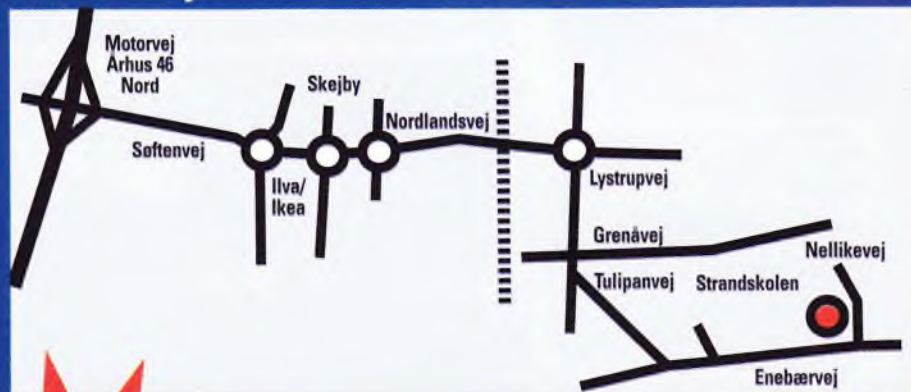 Motorvej
Århus 46
Nord
Skejby
Nordlandsvej
Søftenvej
Ilva/
Ikea
Lystrupvej
Grenåvej
Nellikevej
Tulipanvej
Strandskolen
Enebærvej